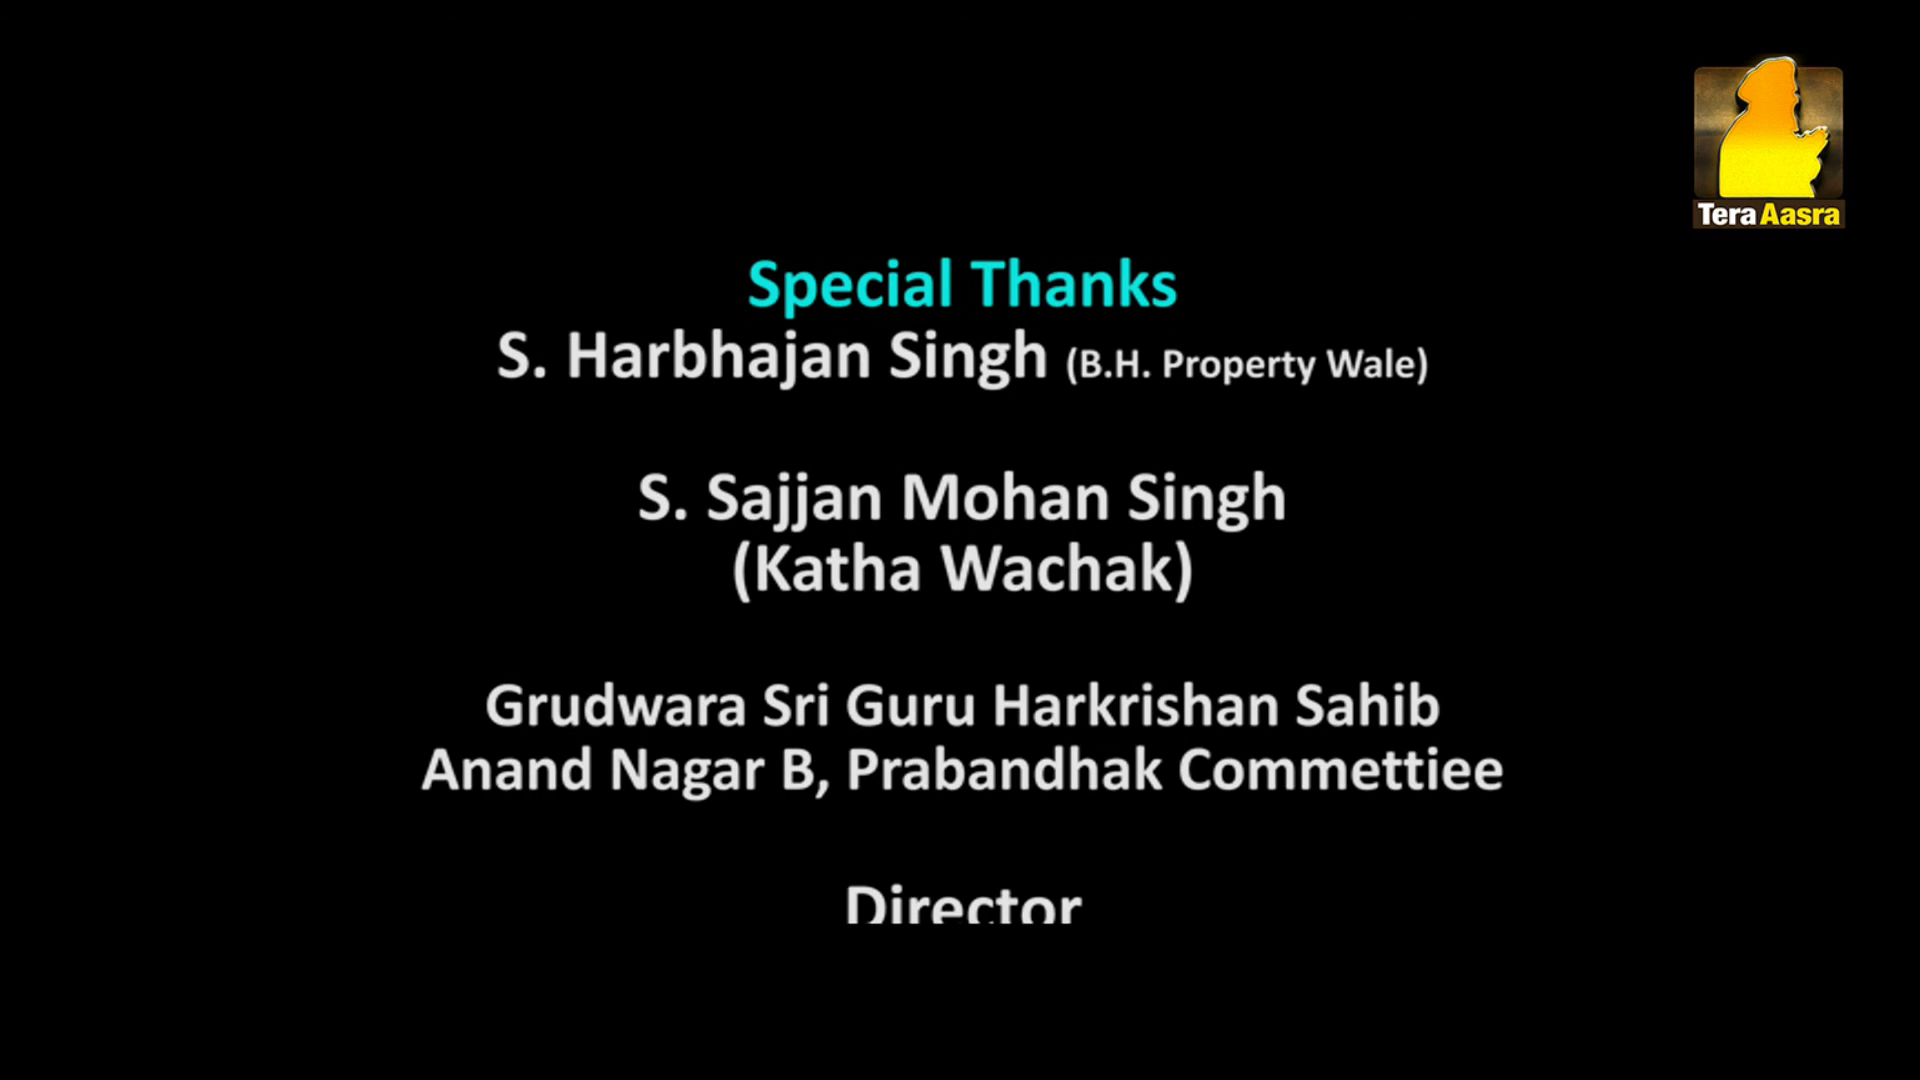 Tera Aasra
Special Thanks
S. Harbhajan Singh (B.H. Property Wale)
S. Sajjan Mohan Singh
(Katha Wachak)
Grudwara Sri Guru Harkrishan Sahib
Anand Nagar B, Prabandhak Commettiee
Director